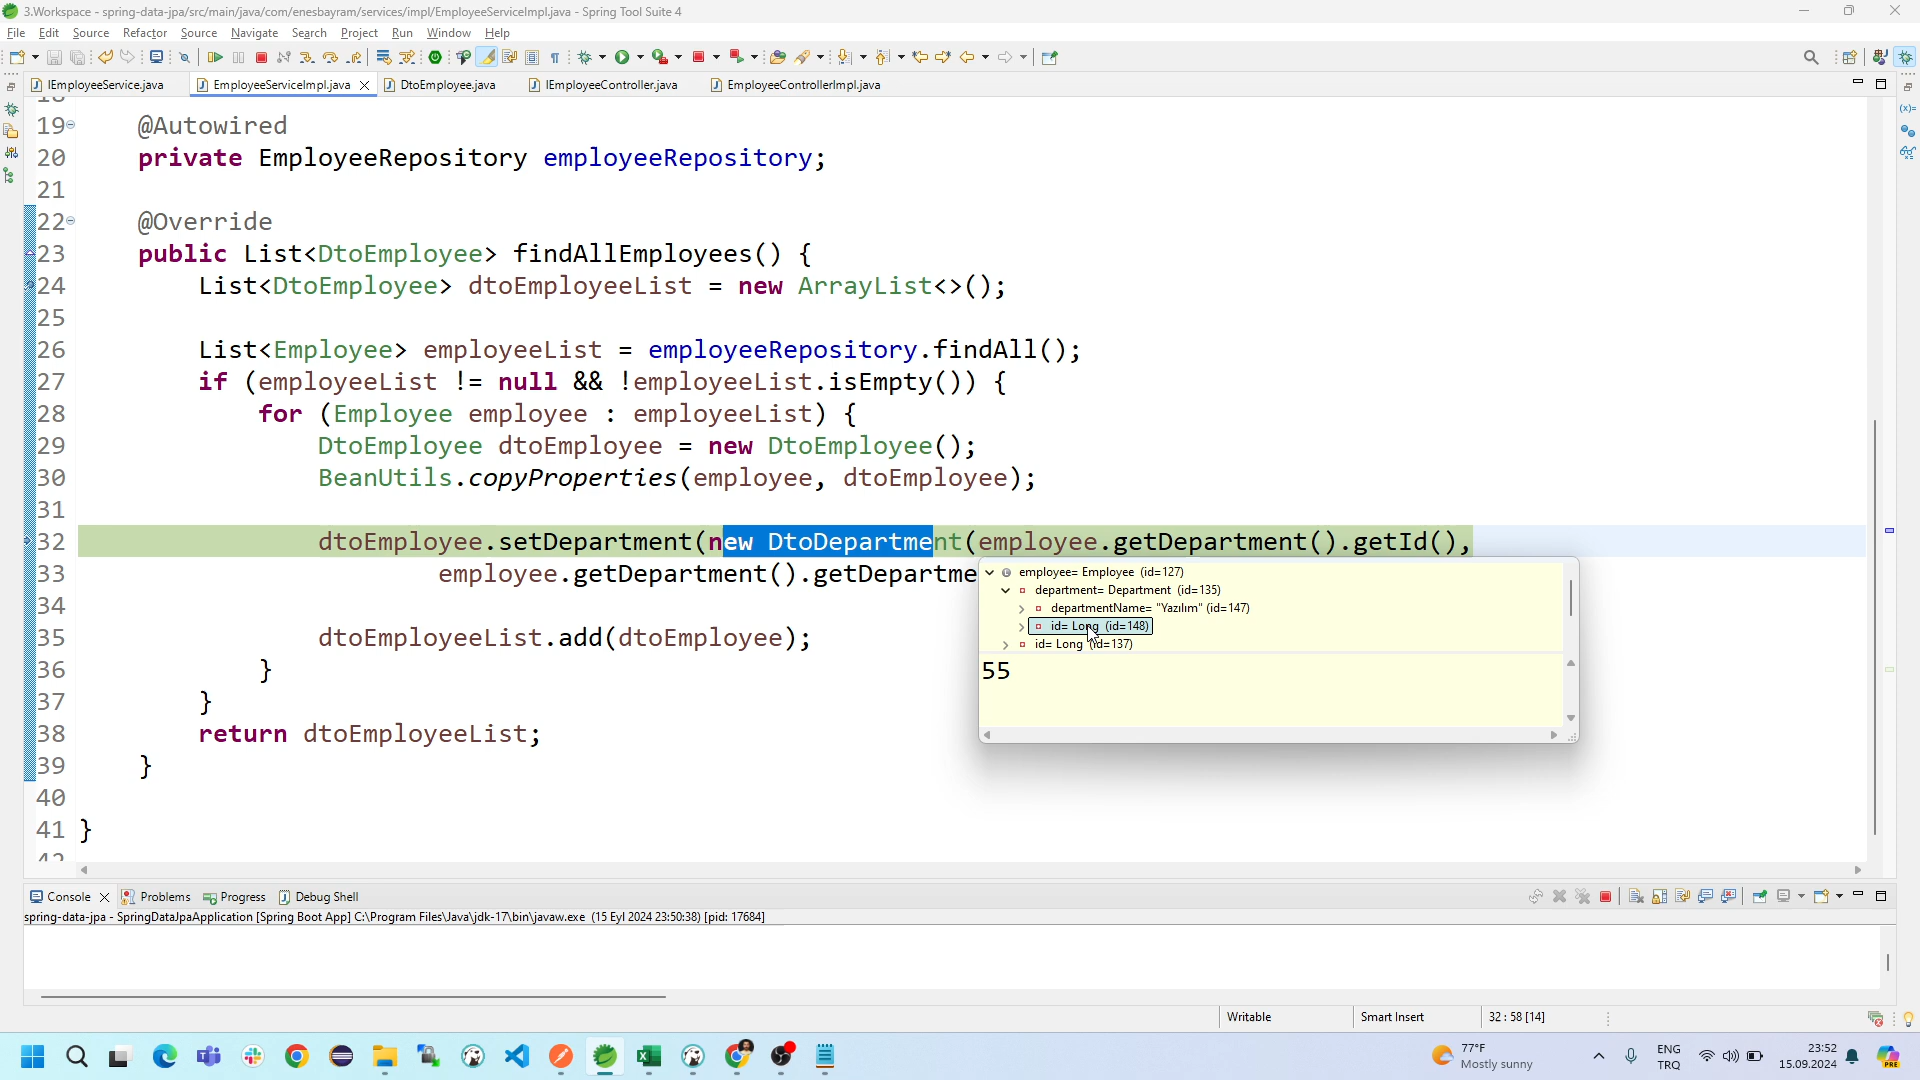 3.Workspace - spring-data-jpa/src/main/java/com/enesbayram/services/impl/EmployeeServiceImpl.java - Spring Tool Suite 4
File Edit Source Refactor Source Navigate Search Project Run Window Help
IEmployeeService.java EmployeeServiceImpl.java DtoEmployee.java IEmployeeController.java EmployeeControllerImpl.java
19 @Autowired
20 private EmployeeRepository employeeRepository;
21
22 @Override
23 public List<DtoEmployee> findAllEmployees() {
24 List<DtoEmployee> dtoEmployeeList = new ArrayList<>();
25
26 List<Employee> employeeList = employeeRepository.findAll();
27 if (employeeList != null && !employeeList.isEmpty()) {
28 for (Employee employee : employeeList) {
29 DtoEmployee dtoEmployee = new DtoEmployee();
30 BeanUtils.copyProperties(employee, dtoEmployee);
31
32 dtoEmployee.setDepartment(new DtoDepartment(employee.getDepartment().getId(),
33 employee.getDepartment().getDepartme
employee= Employee (id=127)
department= Department (id=135)
departmentName= "Yazılım" (id=147)
id= Long (id=148)
id= Long (id=137)
55
34
35 dtoEmployeeList.add(dtoEmployee);
36 }
37 }
38 return dtoEmployeeList;
39 }
40
41 }
42
Console Problems Progress Debug Shell
spring-data-jpa - SpringDataJpaApplication [Spring Boot App] C:\Program Files\Java\jdk-17\bin\javaw.exe (15 Eyl 2024 23:50:38) [pid: 17684]
Writable Smart Insert 32 : 58 [14]
77°F
Mostly sunny
ENG
TRQ
23:52
15.09.2024
PRE